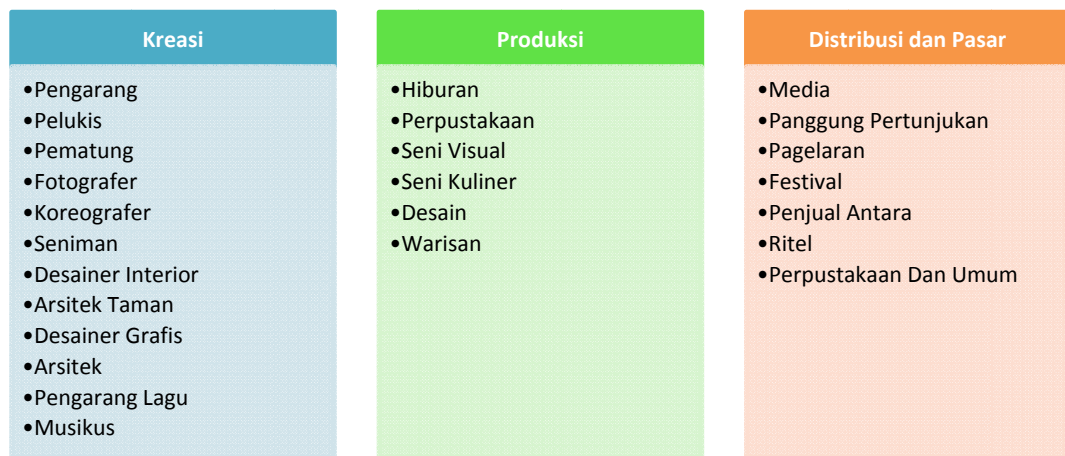 Kreasi
•Pengarang
•Pelukis
•Pematung
•Fotografer
•Koreografer
•Seniman
•Desainer Interior
•Arsitek Taman
•Desainer Grafis
•Arsitek
•Pengarang Lagu
•Musikus
Produksi
•Hiburan
•Perpustakaan
•Seni Visual
•Seni Kuliner
•Desain
•Warisan
Distribusi dan Pasar
•Media
•Panggung Pertunjukan
•Pagelaran
•Festival
•Penjual Antara
•Ritel
•Perpustakaan Dan Umum